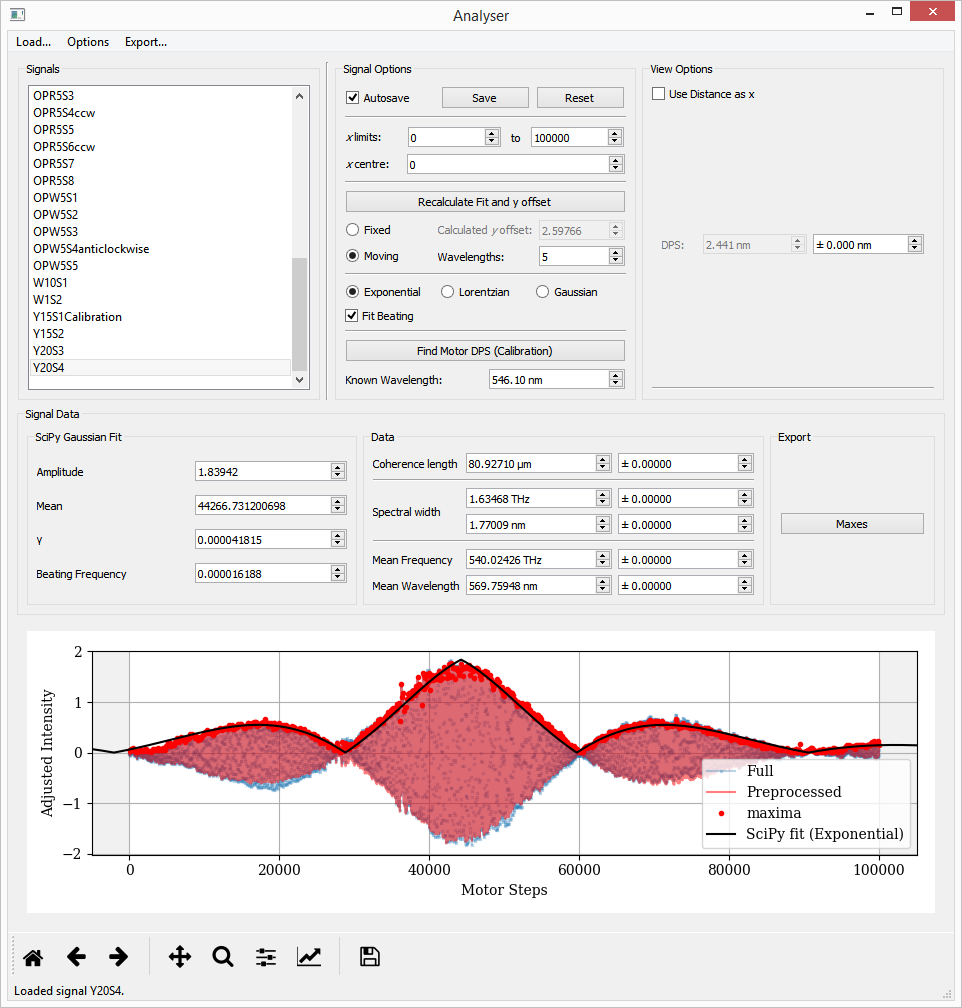 Analyser
Load... Options Export...
Signals
OPR5S3
OPR5S4ccw
OPR5S5
OPR5S6ccw
OPR5S7
OPR5S8
OPW5S1
OPW5S2
OPW5S3
OPW5S4anticlockwise
OPW5S5
W10S1
W1S2
Y15S1Calibration
Y15S2
Y20S3
Y20S4
Signal Options
Autosave Save Reset
x limits: 0 to 100000
x centre: 0
Recalculate Fit and y offset
Fixed Calculated y offset: 2.59766
Moving Wavelengths: 5
Exponential Lorentzian Gaussian
Fit Beating
Find Motor DPS (Calibration)
Known Wavelength: 546.10 nm
View Options
Use Distance as x
DPS: 2.441 nm ± 0.000 nm
Signal Data
SciPy Gaussian Fit
Amplitude 1.83942
Mean 44266.731200698
γ 0.000041815
Beating Frequency 0.000016188
Data
Coherence length 80.92710 µm ± 0.00000
Spectral width 1.63468 THz ± 0.00000
1.77009 nm ± 0.00000
Mean Frequency 540.02426 THz ± 0.00000
Mean Wavelength 569.75948 nm ± 0.00000
Export
Maxes
Adjusted Intensity
2
1
0
−1
−2
0 20000 40000 60000 80000 100000
Motor Steps
Full
Preprocessed
maxima
SciPy fit (Exponential)
Loaded signal Y20S4.